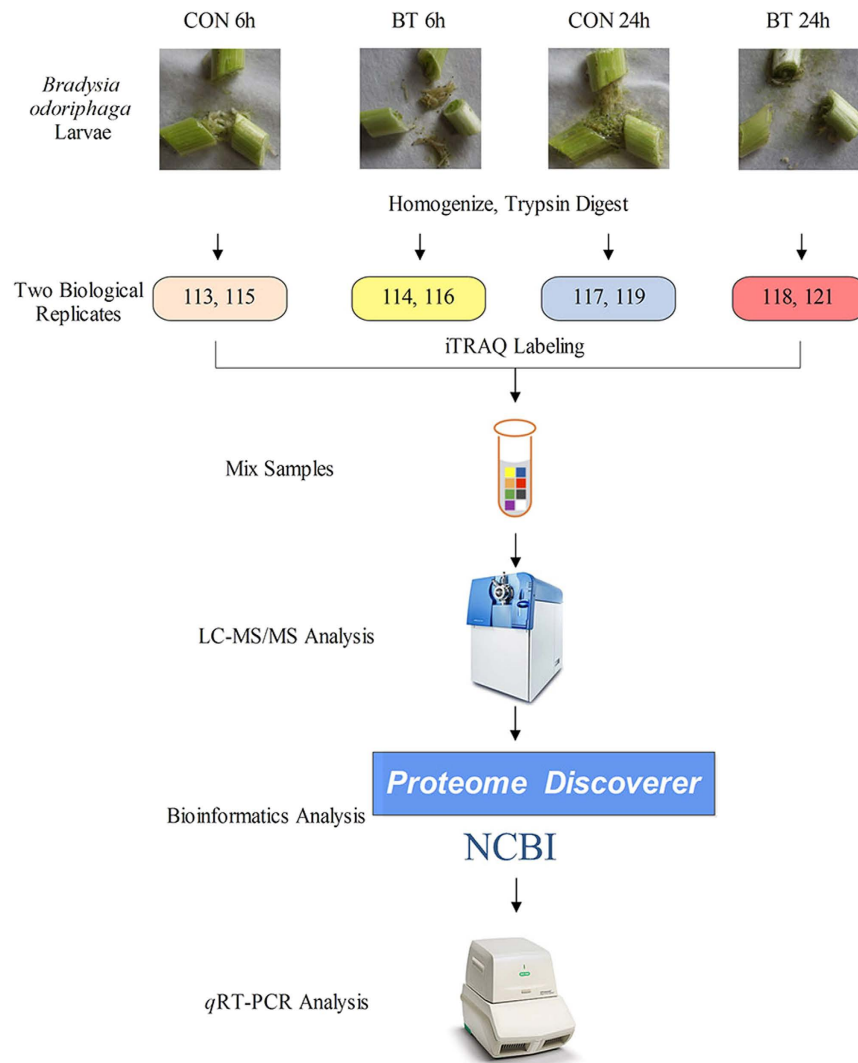 CON 6h
BT 6h
CON 24h
BT 24h
Bradysia
odoriphaga
Larvae
Homogenize, Trypsin Digest
Two Biological
Replicates
113, 115
114, 116
117, 119
118, 121
iTRAQ Labeling
Mix Samples
LC-MS/MS Analysis
Proteome Discoverer
Bioinformatics Analysis
NCBI
qRT-PCR Analysis